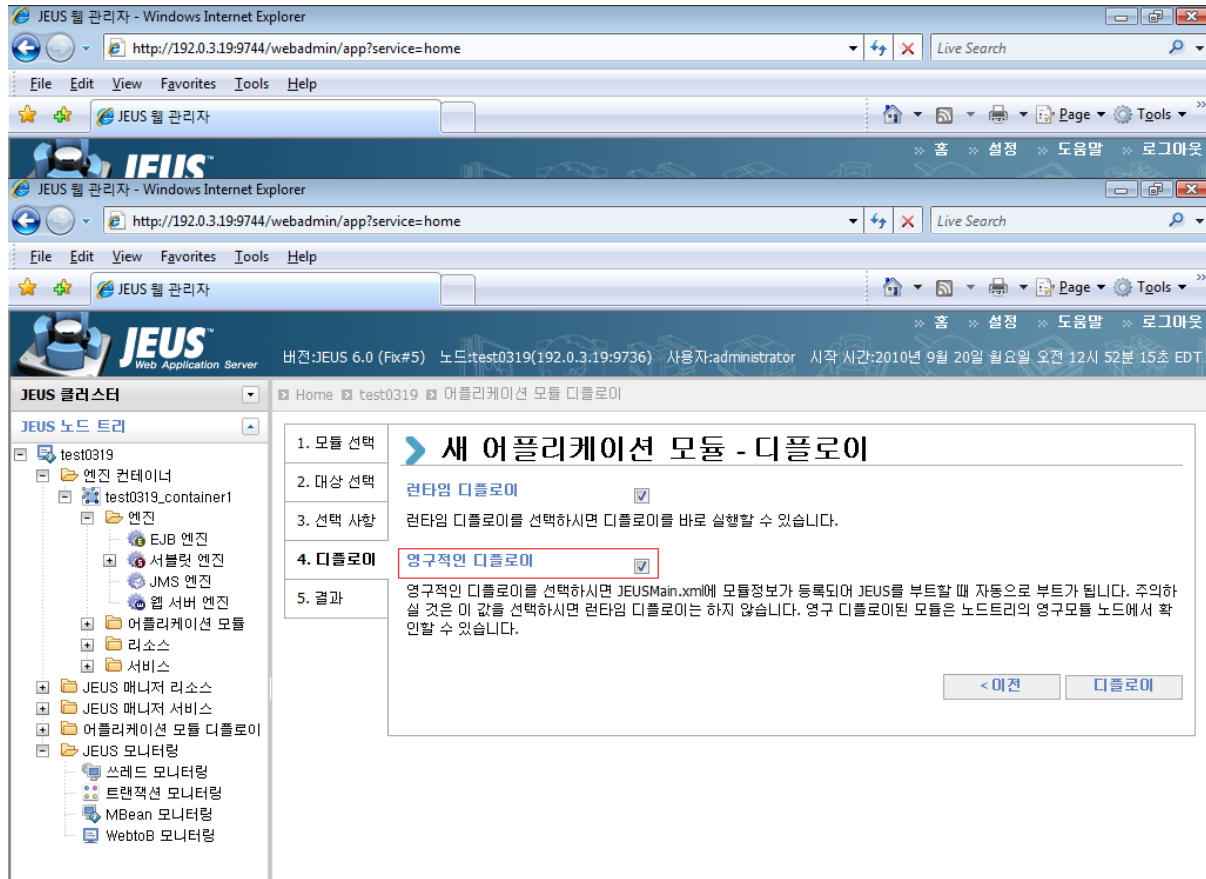 JEUS 웹 관리자 - Windows Internet Explorer
http://192.0.3.19:9744/webadmin/app?service=home
Live Search
File Edit View Favorites Tools Help
JEUS 웹 관리자
Page Tools
JEUS™
홈 설정 도움말 로그아웃
JEUS 웹 관리자 - Windows Internet Explorer
http://192.0.3.19:9744/webadmin/app?service=home
Live Search
File Edit View Favorites Tools Help
JEUS 웹 관리자
Page Tools
홈 설정 도움말 로그아웃
JEUS™
Web Application Server
버전:JEUS 6.0 (Fix#5) 노드:test0319(192.0.3.19:9736) 사용자:administrator 시작 시간:2010년 9월 20일 월요일 오전 12시 52분 15초 EDT
JEUS 클러스터
Home test0319 어플리케이션 모듈 디플로이
JEUS 노드 트리
test0319
엔진 컨테이너
test0319_container1
엔진
EJB 엔진
서블릿 엔진
JMS 엔진
웹 서버 엔진
어플리케이션 모듈
리소스
서비스
JEUS 매니저 리소스
JEUS 매니저 서비스
어플리케이션 모듈 디플로이
JEUS 모니터링
쓰레드 모니터링
트랜잭션 모니터링
MBean 모니터링
WebtoB 모니터링
1. 모듈 선택
2. 대상 선택
3. 선택 사항
4. 디플로이
5. 결과
새 어플리케이션 모듈 - 디플로이
런타임 디플로이
런타임 디플로이를 선택하시면 디플로이를 바로 실행할 수 있습니다.
영구적인 디플로이
영구적인 디플로이를 선택하시면 JEUSMain.xml에 모듈정보가 등록되어 JEUS를 부트할 때 자동으로 부트가 됩니다. 주의하
실 것은 이 값을 선택하시면 런타임 디플로이는 하지 않습니다. 영구 디플로이된 모듈은 노드트리의 영구모듈 노드에서 확
인할 수 있습니다.
< 이전
디플로이